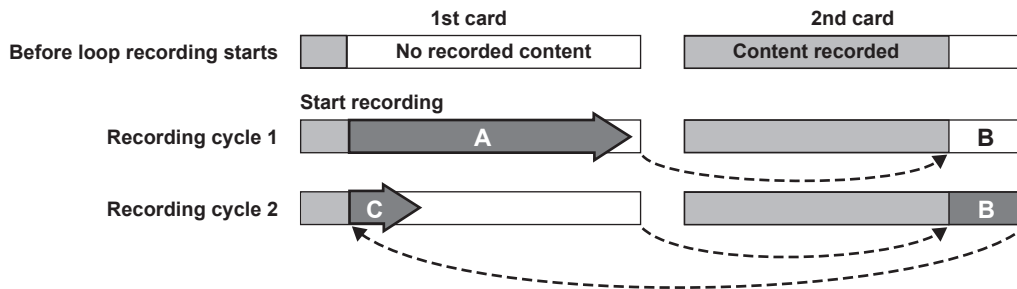 1st card 2nd card
Before loop recording starts No recorded content Content recorded
Start recording
Recording cycle 1 A B
Recording cycle 2 C B